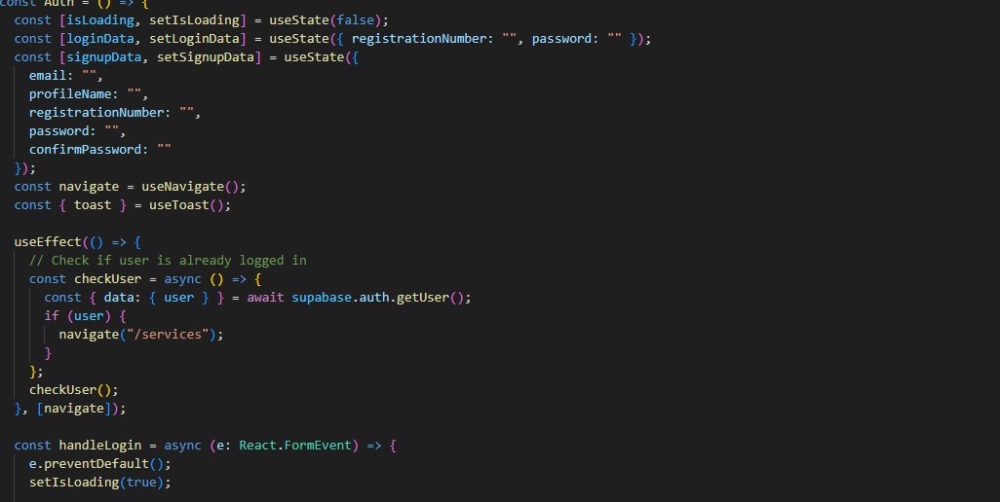 const Auth = () => {
  const [isLoading, setIsLoading] = useState(false);
  const [loginData, setLoginData] = useState({ registrationNumber: "", password: "" });
  const [signupData, setSignupData] = useState({
    email: "",
    profileName: "",
    registrationNumber: "",
    password: "",
    confirmPassword: ""
  });
  const navigate = useNavigate();
  const { toast } = useToast();

  useEffect(() => {
    // Check if user is already logged in
    const checkUser = async () => {
      const { data: { user } } = await supabase.auth.getUser();
      if (user) {
        navigate("/services");
      }
    };
    checkUser();
  }, [navigate]);

  const handleLogin = async (e: React.FormEvent) => {
    e.preventDefault();
    setIsLoading(true);